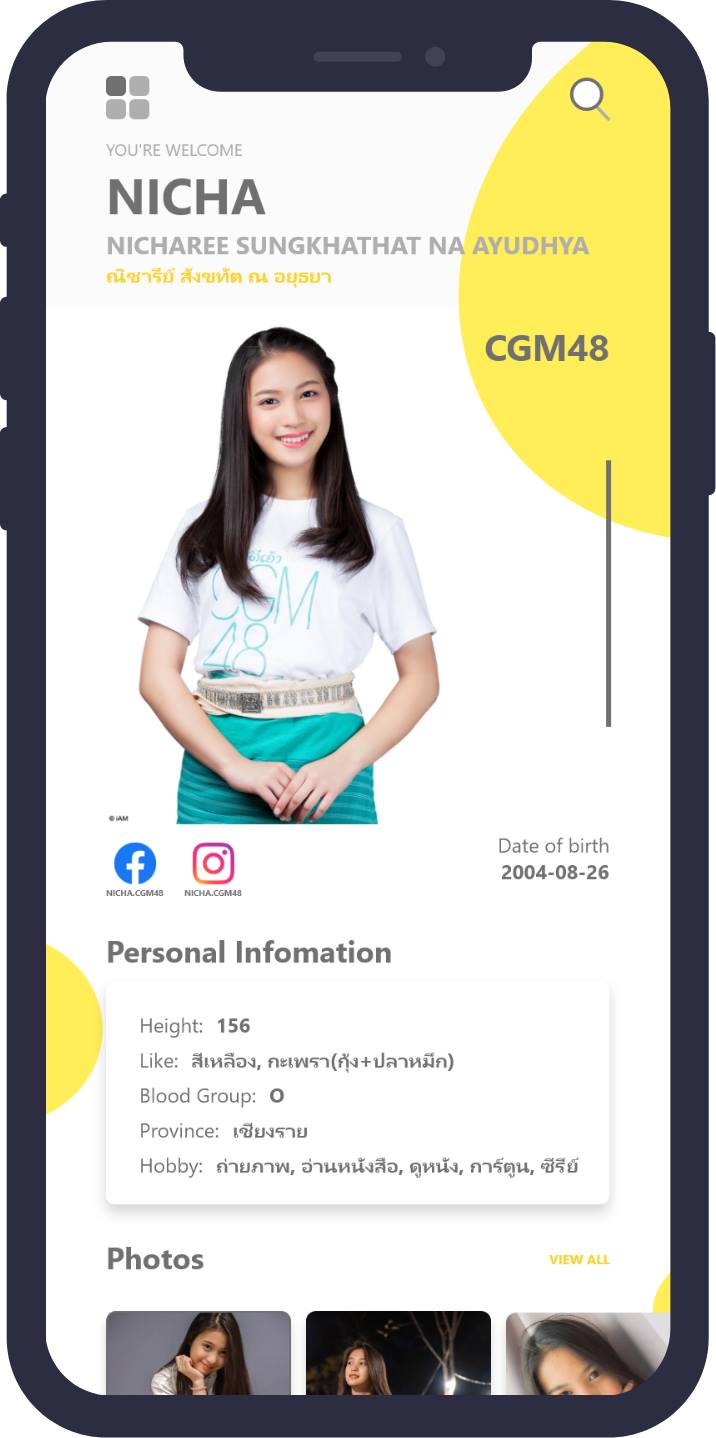 YOU'RE WELCOME
NICHA
NICHAREE SUNGKHATHAT NA AYUDHYA
ณิชารีย์ สังขทัต ณ อยุธยา
CGM48
CGM
48
© iAM
NICHA.CGM48 NICHA.CGM48
Date of birth
2004-08-26
Personal Infomation
Height: 156
Like: สีเหลือง, กะเพรา(กุ้ง+ปลาหมึก)
Blood Group: O
Province: เชียงราย
Hobby: ถ่ายภาพ, อ่านหนังสือ, ดูหนัง, การ์ตูน, ซีรีย์
Photos
VIEW ALL